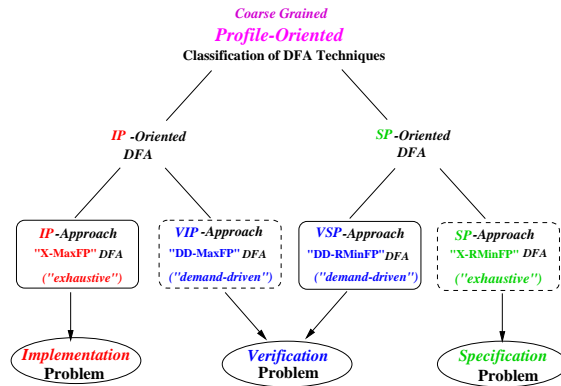 Coarse Grained
Profile-Oriented
Classification of DFA Techniques
IP -Oriented
DFA
SP -Oriented
DFA
IP-Approach
"X-MaxFP" DFA
("exhaustive")
VIP-Approach
"DD-MaxFP" DFA
("demand-driven")
VSP-Approach
"DD-RMinFP" DFA
("demand-driven")
SP-Approach
"X-RMinFP" DFA
("exhaustive")
Implementation
Problem
Verification
Problem
Specification
Problem